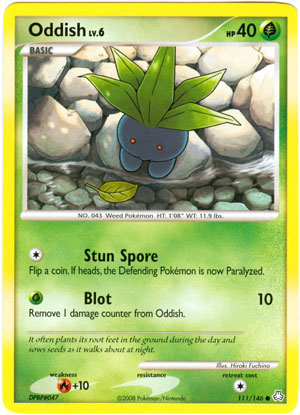 Oddish LV.6 HP 40
BASIC
NO. 043 Weed Pokémon HT: 1'08" WT: 11.9 lbs.
Stun Spore
Flip a coin. If heads, the Defending Pokémon is now Paralyzed.
Blot 10
Remove 1 damage counter from Oddish.
It often plants its root feet in the ground during the day and
sows seeds as it walks about at night.
Illus. Hiroki Fuchino
weakness resistance retreat cost
+10
DPBP#047 ©2008 Pokémon/Nintendo 111/146